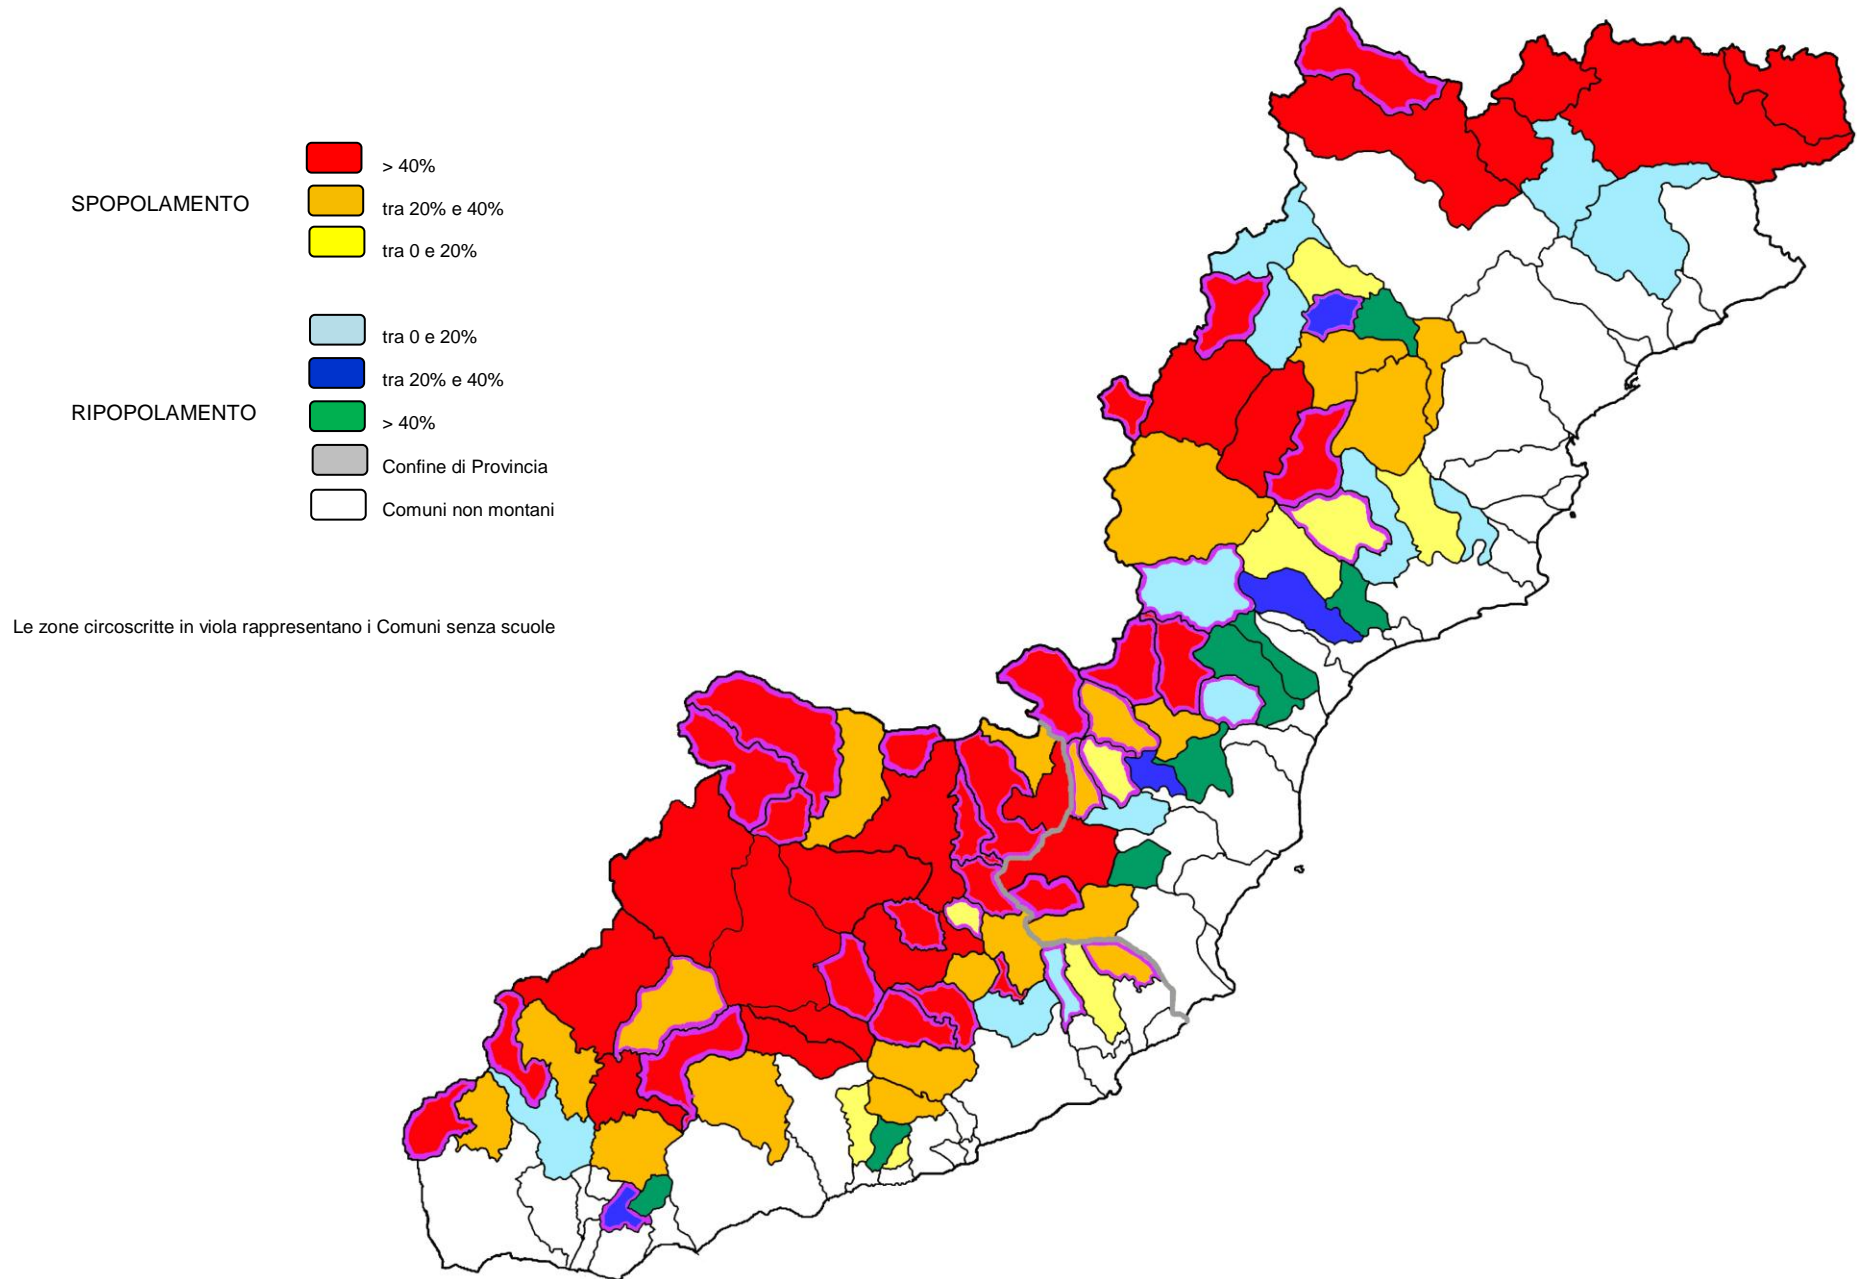 SPOPOLAMENTO
> 40%
tra 20% e 40%
tra 0 e 20%
RIPOPOLAMENTO
tra 0 e 20%
tra 20% e 40%
> 40%
Confine di Provincia
Comuni non montani
Le zone circoscritte in viola rappresentano i Comuni senza scuole